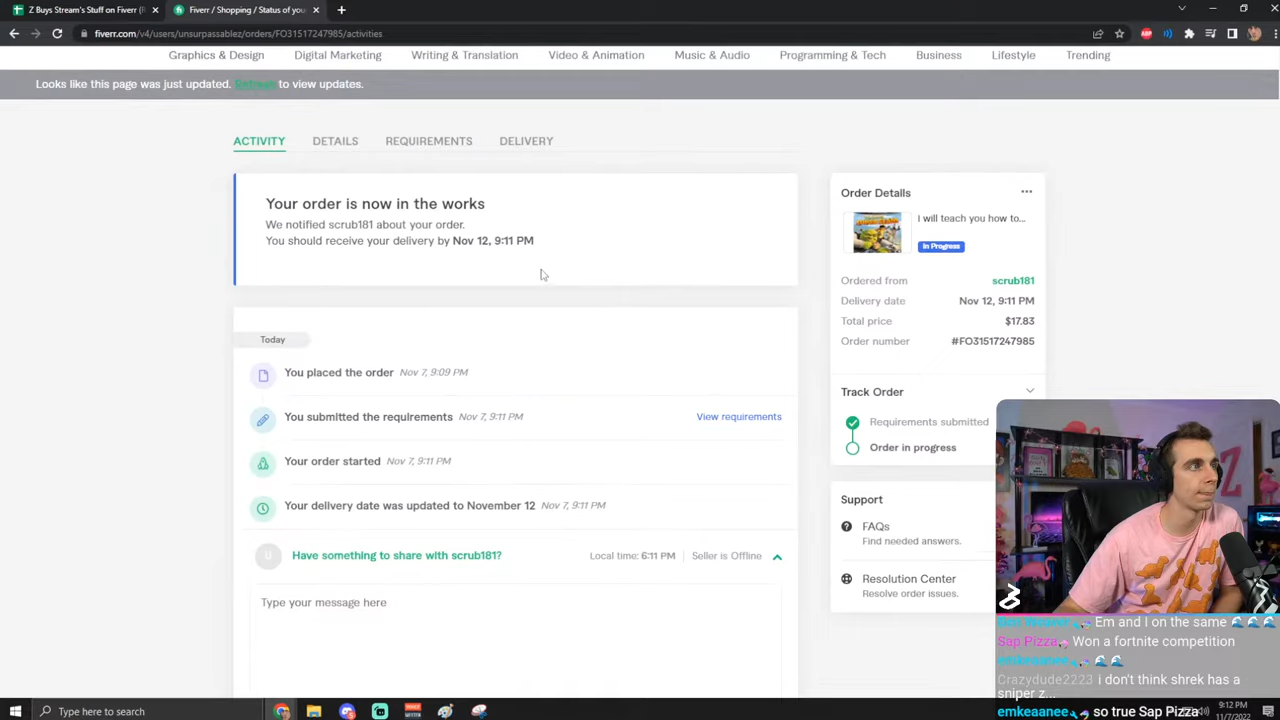 Z Buys Stream's Stuff on Fiverr (
Fiverr / Shopping / Status of you
fiverr.com/v4/users/unsurpassablez/orders/FO31517247985/activities
Graphics & Design Digital Marketing Writing & Translation Video & Animation Music & Audio Programming & Tech Business Lifestyle Trending
Looks like this page was just updated. Refresh to view updates.
ACTIVITY DETAILS REQUIREMENTS DELIVERY
Your order is now in the works
We notified scrub181 about your order.
You should receive your delivery by Nov 12, 9:11 PM
Today
You placed the order Nov 7, 9:09 PM
You submitted the requirements Nov 7, 9:11 PM View requirements
Your order started Nov 7, 9:11 PM
Your delivery date was updated to November 12 Nov 7, 9:11 PM
U Have something to share with scrub181? Local time: 6:11 PM Seller is Offline
Type your message here
Order Details
I will teach you how to...
In Progress
Ordered from scrub181
Delivery date Nov 12, 9:11 PM
Total price $17.83
Order number #FO31517247985
Track Order
Requirements submitted
Order in progress
Support
FAQs
Find needed answers.
Resolution Center
Resolve order issues.
Em and I on the same
Sap Pizza Won a fortnite competition
Crazydude2223 i don't think shrek has a
sniper z...
emkeaanee so true Sap Pizza
Type here to search
9:12 PM
11/7/2022